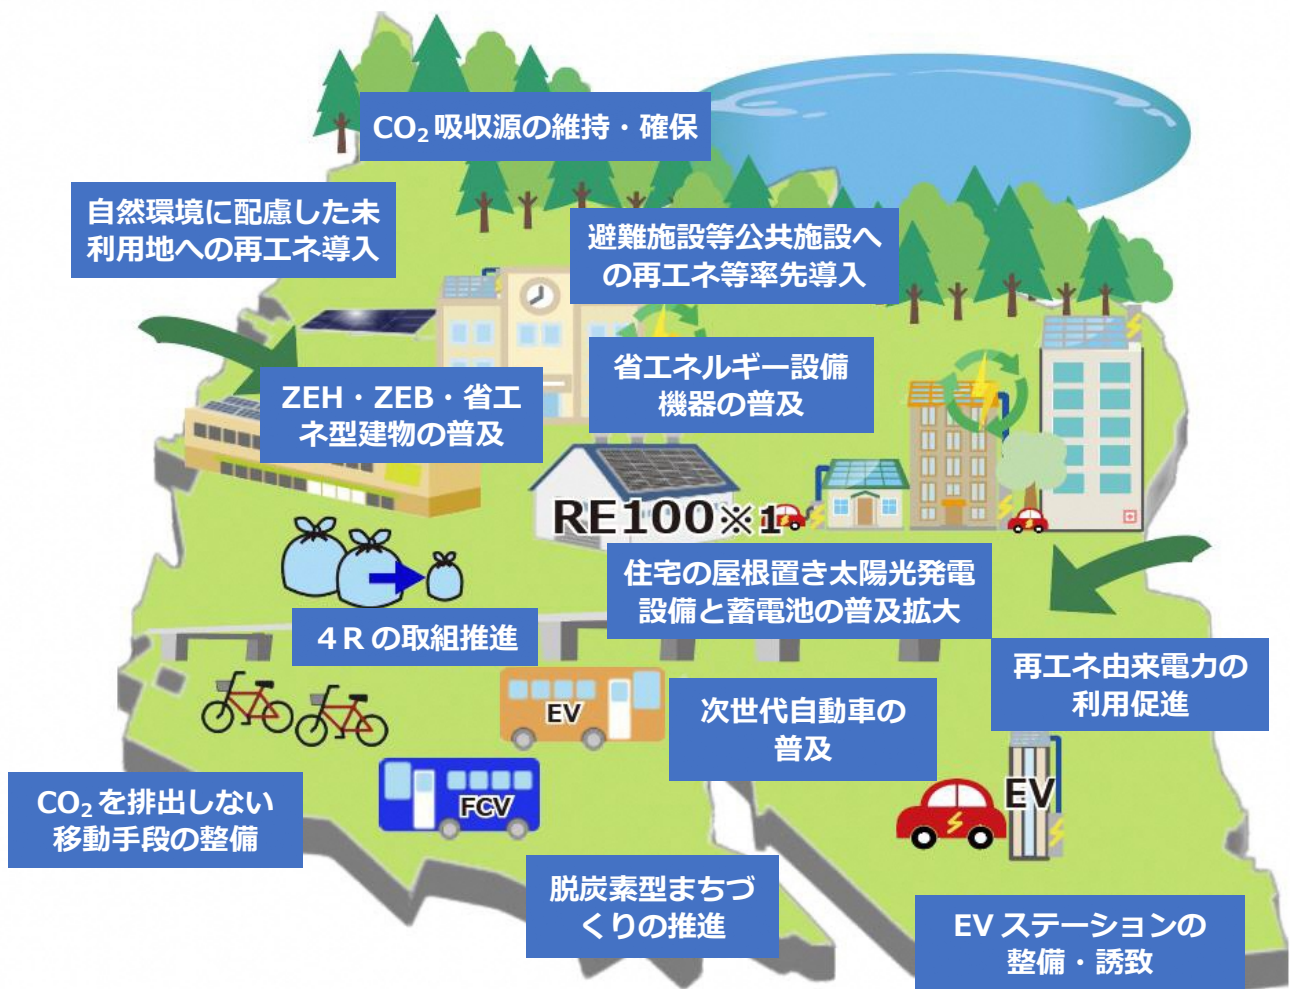 CO₂吸収源の維持・確保
自然環境に配慮した未
利用地への再エネ導入
避難施設等公共施設へ
の再エネ等率先導入
省エネルギー設備
機器の普及
ZEH・ZEB・省エ
ネ型建物の普及
RE100※1
住宅の屋根置き太陽光発電
設備と蓄電池の普及拡大
４Rの取組推進
再エネ由来電力の
利用促進
EV
次世代自動車の
普及
FCV
EV
CO₂を排出しない
移動手段の整備
脱炭素型まちづ
くりの推進
EVステーションの
整備・誘致